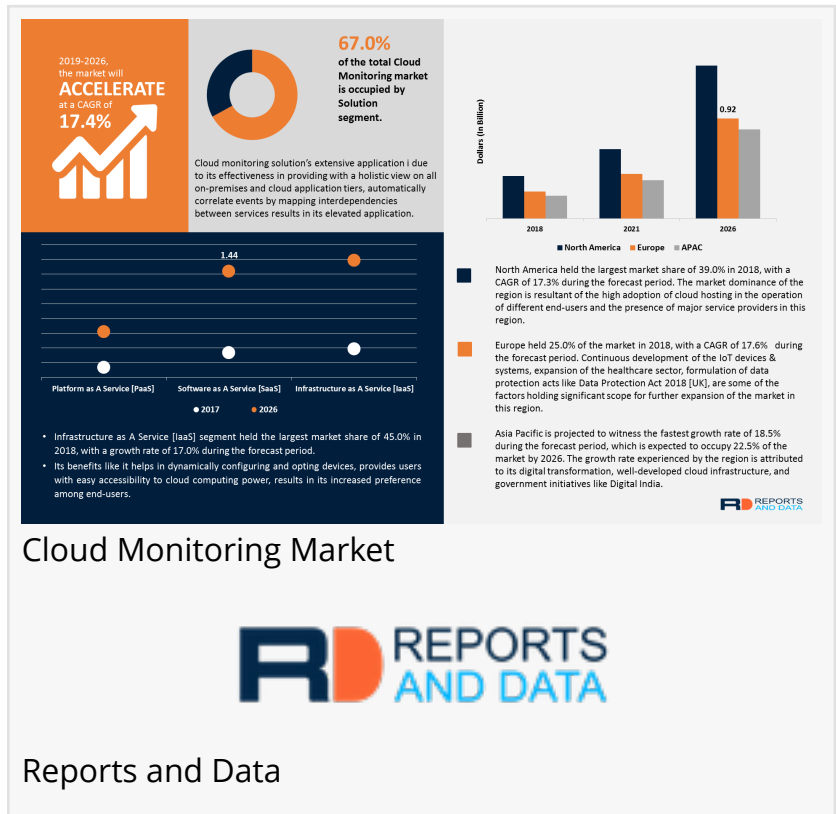 2019-2026,
the market will
ACCELERATE
at a CAGR of
17.4%
67.0%
of the total Cloud
Monitoring market
is occupied by
Solution
segment.
Cloud monitoring solution's extensive application i due
to its effectiveness in providing with a holistic view on all
on-premises and cloud application tiers, automatically
correlate events by mapping interdependencies
between services results in its elevated application.
1.44
Platform as A Service [PaaS]
Software as A Service [SaaS]
Infrastructure as A Service [IaaS]
2017
2026
• Infrastructure as A Service [IaaS] segment held the largest market share of 45.0% in
2018, with a growth rate of 17.0% during the forecast period.
• Its benefits like it helps in dynamically configuring and opting devices, provides users
with easy accessibility to cloud computing power, results in its increased preference
among end-users.
Dollars (In Billion)
0.92
2018
2021
2026
North America
Europe
APAC
North America held the largest market share of 39.0% in 2018, with a
CAGR of 17.3% during the forecast period. The market dominance of the
region is resultant of the high adoption of cloud hosting in the operation
of different end-users and the presence of major service providers in this
region.
Europe held 25.0% of the market in 2018, with a CAGR of 17.6% during
the forecast period. Continuous development of the IoT devices &
systems, expansion of the healthcare sector, formulation of data
protection acts like Data Protection Act 2018 [UK], are some of the
factors holding significant scope for further expansion of the market in
this region.
Asia Pacific is projected to witness the fastest growth rate of 18.5%
during the forecast period, which is expected to occupy 22.5% of the
market by 2026. The growth rate experienced by the region is attributed
to its digital transformation, well-developed cloud infrastructure, and
government initiatives like Digital India.
RD REPORTS
AND DATA
Cloud Monitoring Market
RD REPORTS
AND DATA
Reports and Data